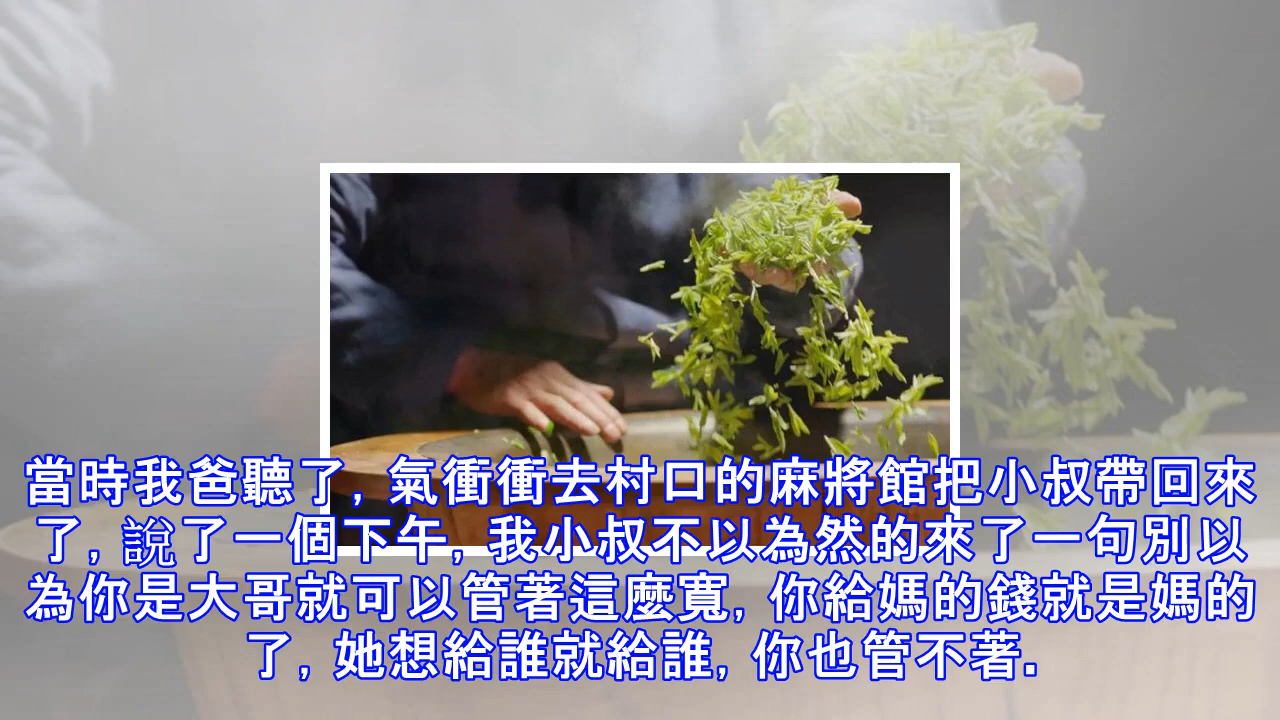 當時我爸聽了, 氣衝衝去村口的麻將館把小叔帶回來
了, 說了一個下午, 我小叔不以為然的來了一句別以
為你是大哥就可以管著這麼寬, 你給媽的錢就是媽的
了, 她想給誰就給誰, 你也管不著.